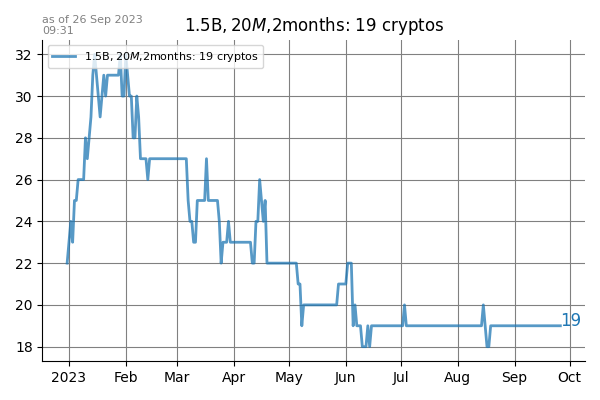 as of 26 Sep 2023
09:31
1.5B, 20M,2months: 19 cryptos
1.5B, 20M,2months: 19 cryptos
32
30
28
26
24
22
20
18
19
2023 Feb Mar Apr May Jun Jul Aug Sep Oct